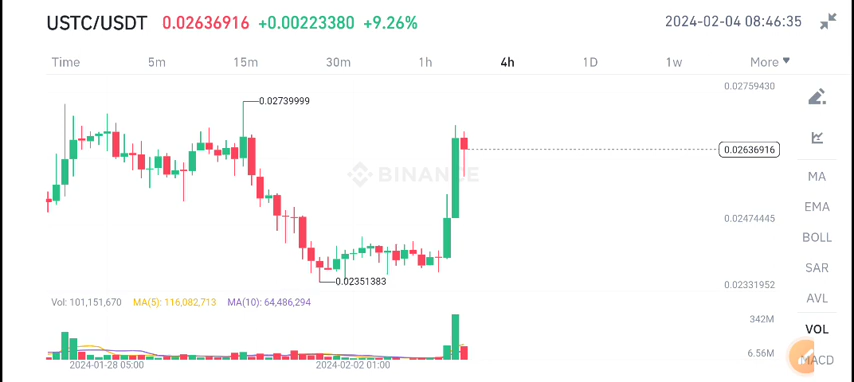 USTC/USDT 0.02636916 +0.00223380 +9.26% 2024-02-04 08:46:35
Time 5m 15m 30m 1h 4h 1D 1w More
0.02759430
0.02739999
0.02636916
BINANCE
MA
EMA
0.02474445
BOLL
SAR
0.02351383
0.02331952
AVL
Vol: 101,151,670 MA(5): 116,082,713 MA(10): 64,486,294
342M
VOL
6.56M
MACD
2024-01-28 05:00 2024-02-02 01:00